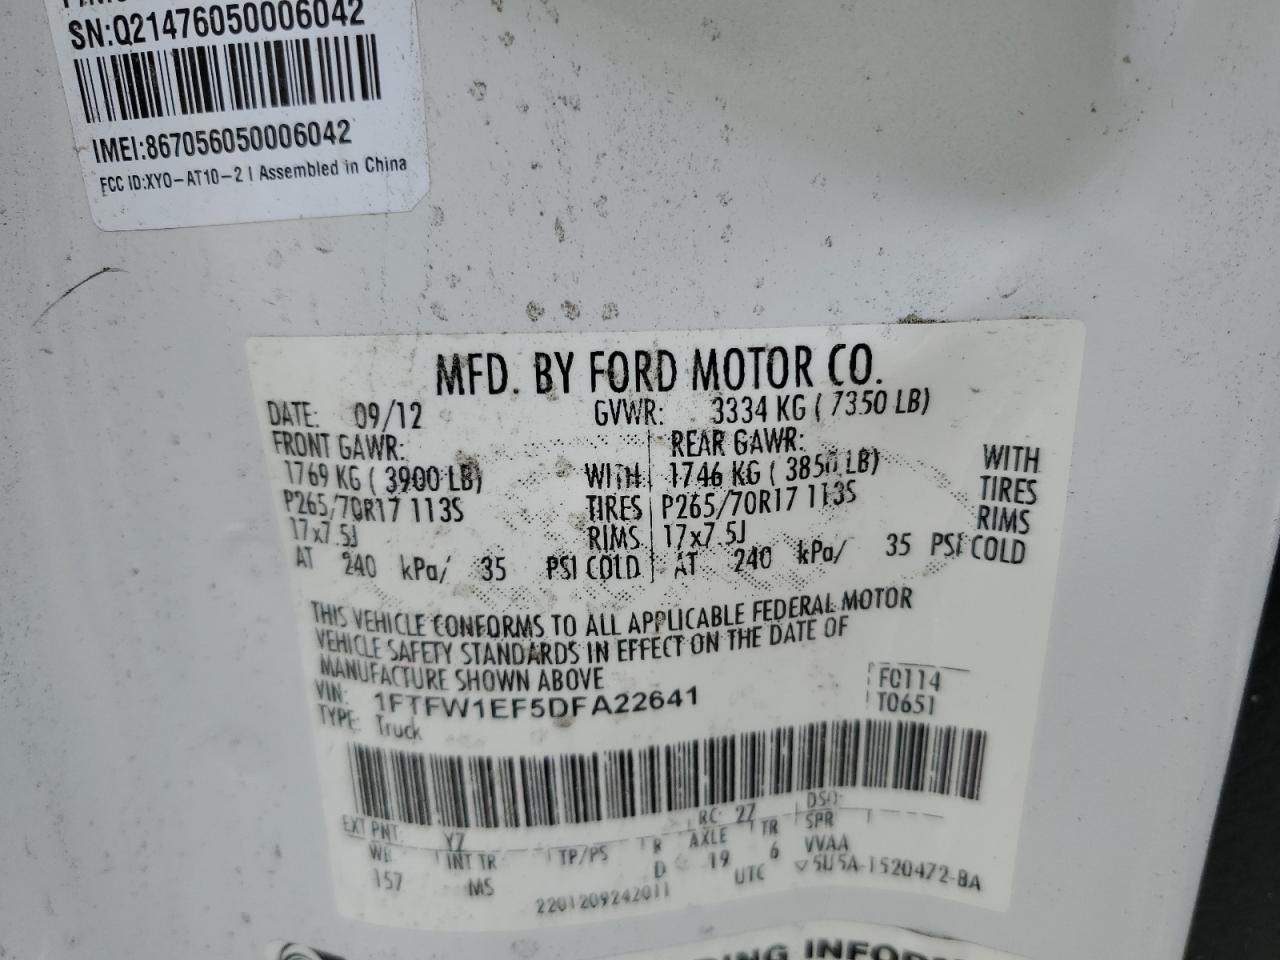 SN:Q21476050006042
IMEI:867056050006042
FCC ID:XYO-AT10-2 | Assembled in China
MFD. BY FORD MOTOR CO.
DATE: 09/12 GVWR: 3334 KG ( 7350 LB)
FRONT GAWR: REAR GAWR:
1769 KG ( 3900 LB) WITH 1746 KG ( 3850 LB) WITH
P265/70R17 113S TIRES P265/70R17 113S TIRES
17x7.5J RIMS 17x7.5J RIMS
AT 240 kPa/ 35 PSI COLD AT 240 kPa/ 35 PSI COLD
THIS VEHICLE CONFORMS TO ALL APPLICABLE FEDERAL MOTOR
VEHICLE SAFETY STANDARDS IN EFFECT ON THE DATE OF
MANUFACTURE SHOWN ABOVE
VIN: 1FTFW1EF5DFA22641 FC114
TYPE: Truck T0651
EXT PNT: YZ RC: 27 DSO:
WB INT TR TP/PS R AXLE TR SPR
157 MS D 19 6 VVAA
2201209242011 UTC ▽5U5A-1520472-BA